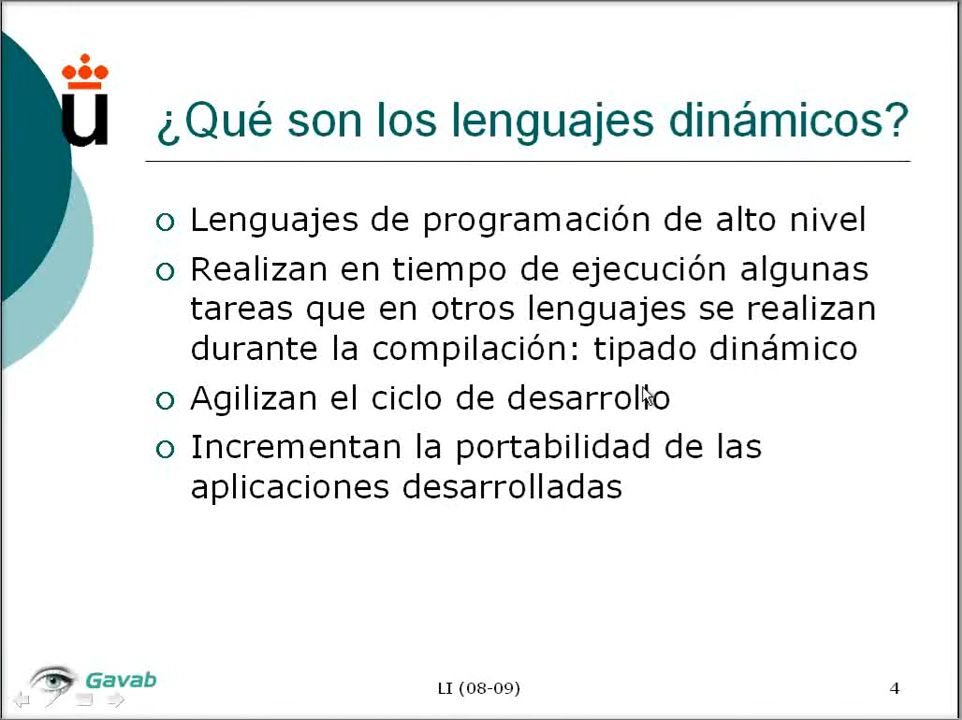 u
¿Qué son los lenguajes dinámicos?
o Lenguajes de programación de alto nivel
o Realizan en tiempo de ejecución algunas
tareas que en otros lenguajes se realizan
durante la compilación: tipado dinámico
o Agilizan el ciclo de desarrollo
o Incrementan la portabilidad de las
aplicaciones desarrolladas
Gavab
LI (08-09)
4